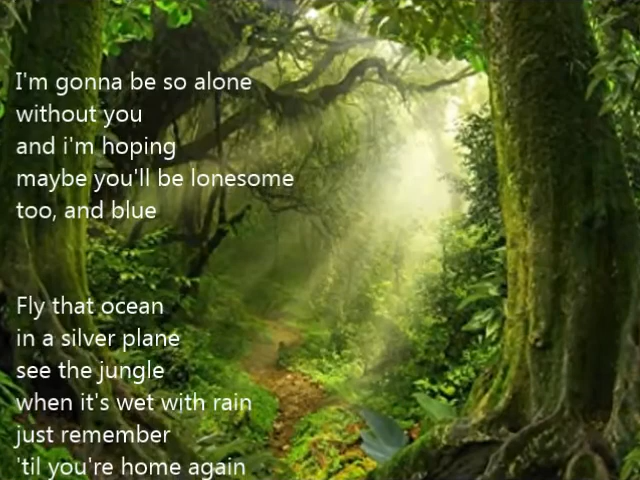 I'm gonna be so alone
without you
and i'm hoping
maybe you'll be lonesome
too, and blue
Fly that ocean
in a silver plane
see the jungle
when it's wet with rain
just remember
'til you're home again